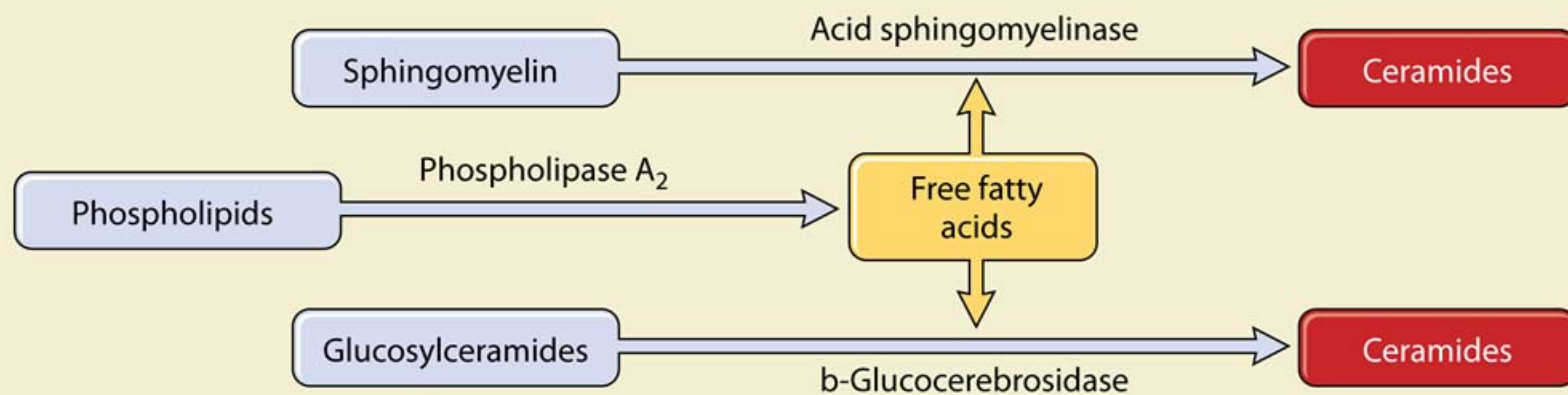 Acid sphingomyelinase
Sphingomyelin
Ceramides
Phospholipase A₂
Phospholipids
Free fatty
acids
Glucosylceramides
Ceramides
b-Glucocerebrosidase